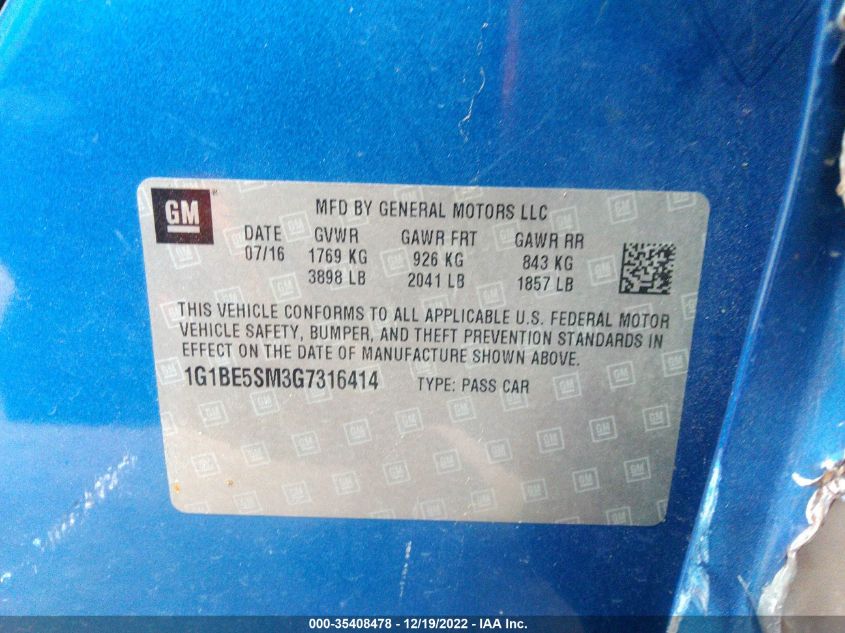 GM
MFD BY GENERAL MOTORS LLC
DATE GVWR GAWR FRT GAWR RR
07/16 1769 KG 926 KG 843 KG
3898 LB 2041 LB 1857 LB
THIS VEHICLE CONFORMS TO ALL APPLICABLE U.S. FEDERAL MOTOR
VEHICLE SAFETY, BUMPER, AND THEFT PREVENTION STANDARDS IN
EFFECT ON THE DATE OF MANUFACTURE SHOWN ABOVE.
1G1BE5SM3G7316414 TYPE: PASS CAR
000-35408478 - 12/19/2022 - IAA Inc.